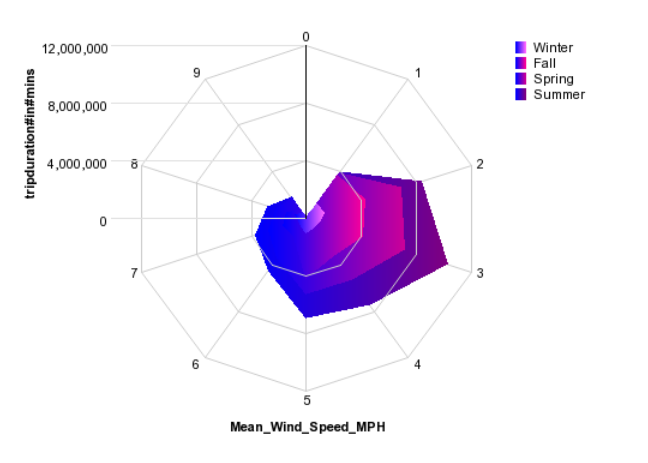 0
12,000,000
9
1
8,000,000
4,000,000
8
2
0
7
3
6
4
5
tripduration#in#mins
Mean_Wind_Speed_MPH
Winter
Fall
Spring
Summer